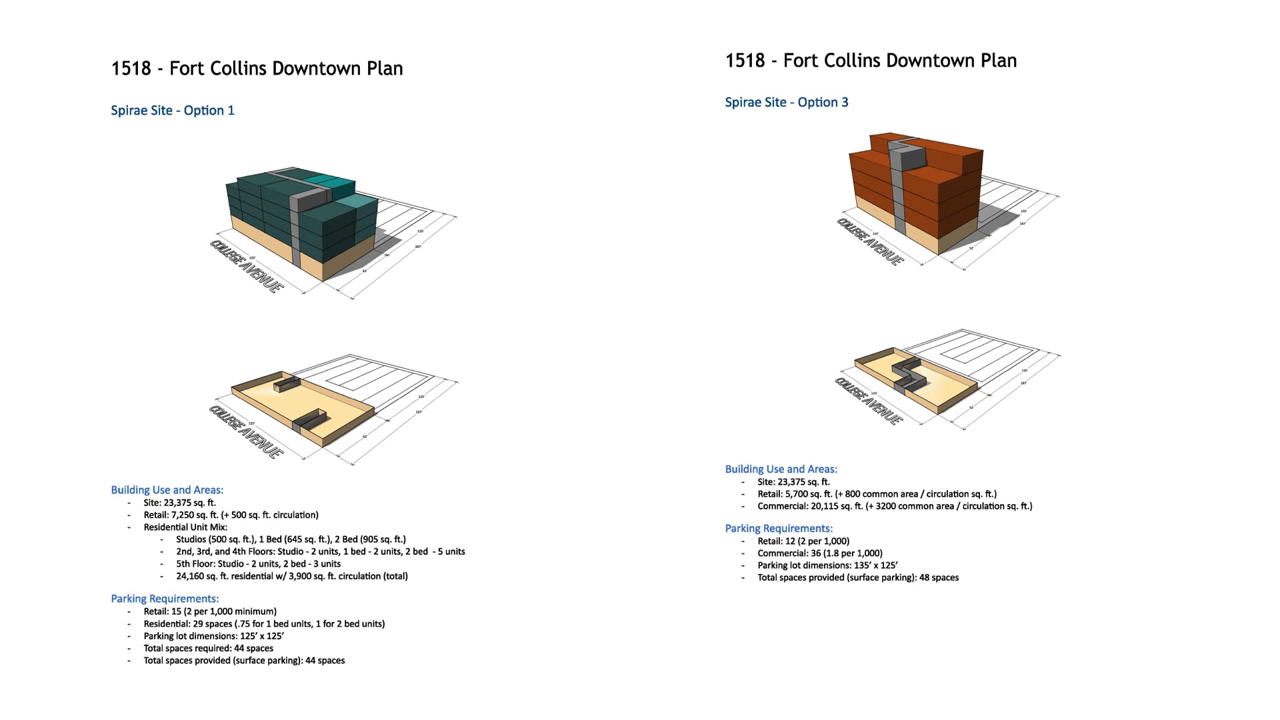 1518 - Fort Collins Downtown Plan
Spirae Site - Option 1
COLLEGE AVENUE
COLLEGE AVENUE
Building Use and Areas:
- Site: 23,375 sq. ft.
- Retail: 7,250 sq. ft. (+ 500 sq. ft. circulation)
- Residential Unit Mix:
- Studios (500 sq. ft.), 1 Bed (645 sq. ft.), 2 Bed (905 sq. ft.)
- 2nd, 3rd, and 4th Floors: Studio - 2 units, 1 bed - 2 units, 2 bed - 5 units
- 5th Floor: Studio - 2 units, 2 bed - 3 units
- 24,160 sq. ft. residential w/ 3,900 sq. ft. circulation (total)
Parking Requirements:
- Retail: 15 (2 per 1,000 minimum)
- Residential: 29 spaces (.75 for 1 bed units, 1 for 2 bed units)
- Parking lot dimensions: 125’ x 125’
- Total spaces required: 44 spaces
- Total spaces provided (surface parking): 44 spaces
1518 - Fort Collins Downtown Plan
Spirae Site - Option 3
COLLEGE AVENUE
COLLEGE AVENUE
Building Use and Areas:
- Site: 23,375 sq. ft.
- Retail: 5,700 sq. ft. (+ 800 common area / circulation sq. ft.)
- Commercial: 20,115 sq. ft. (+ 3200 common area / circulation sq. ft.)
Parking Requirements:
- Retail: 12 (2 per 1,000)
- Commercial: 36 (1.8 per 1,000)
- Parking lot dimensions: 135’ x 125’
- Total spaces provided (surface parking): 48 spaces